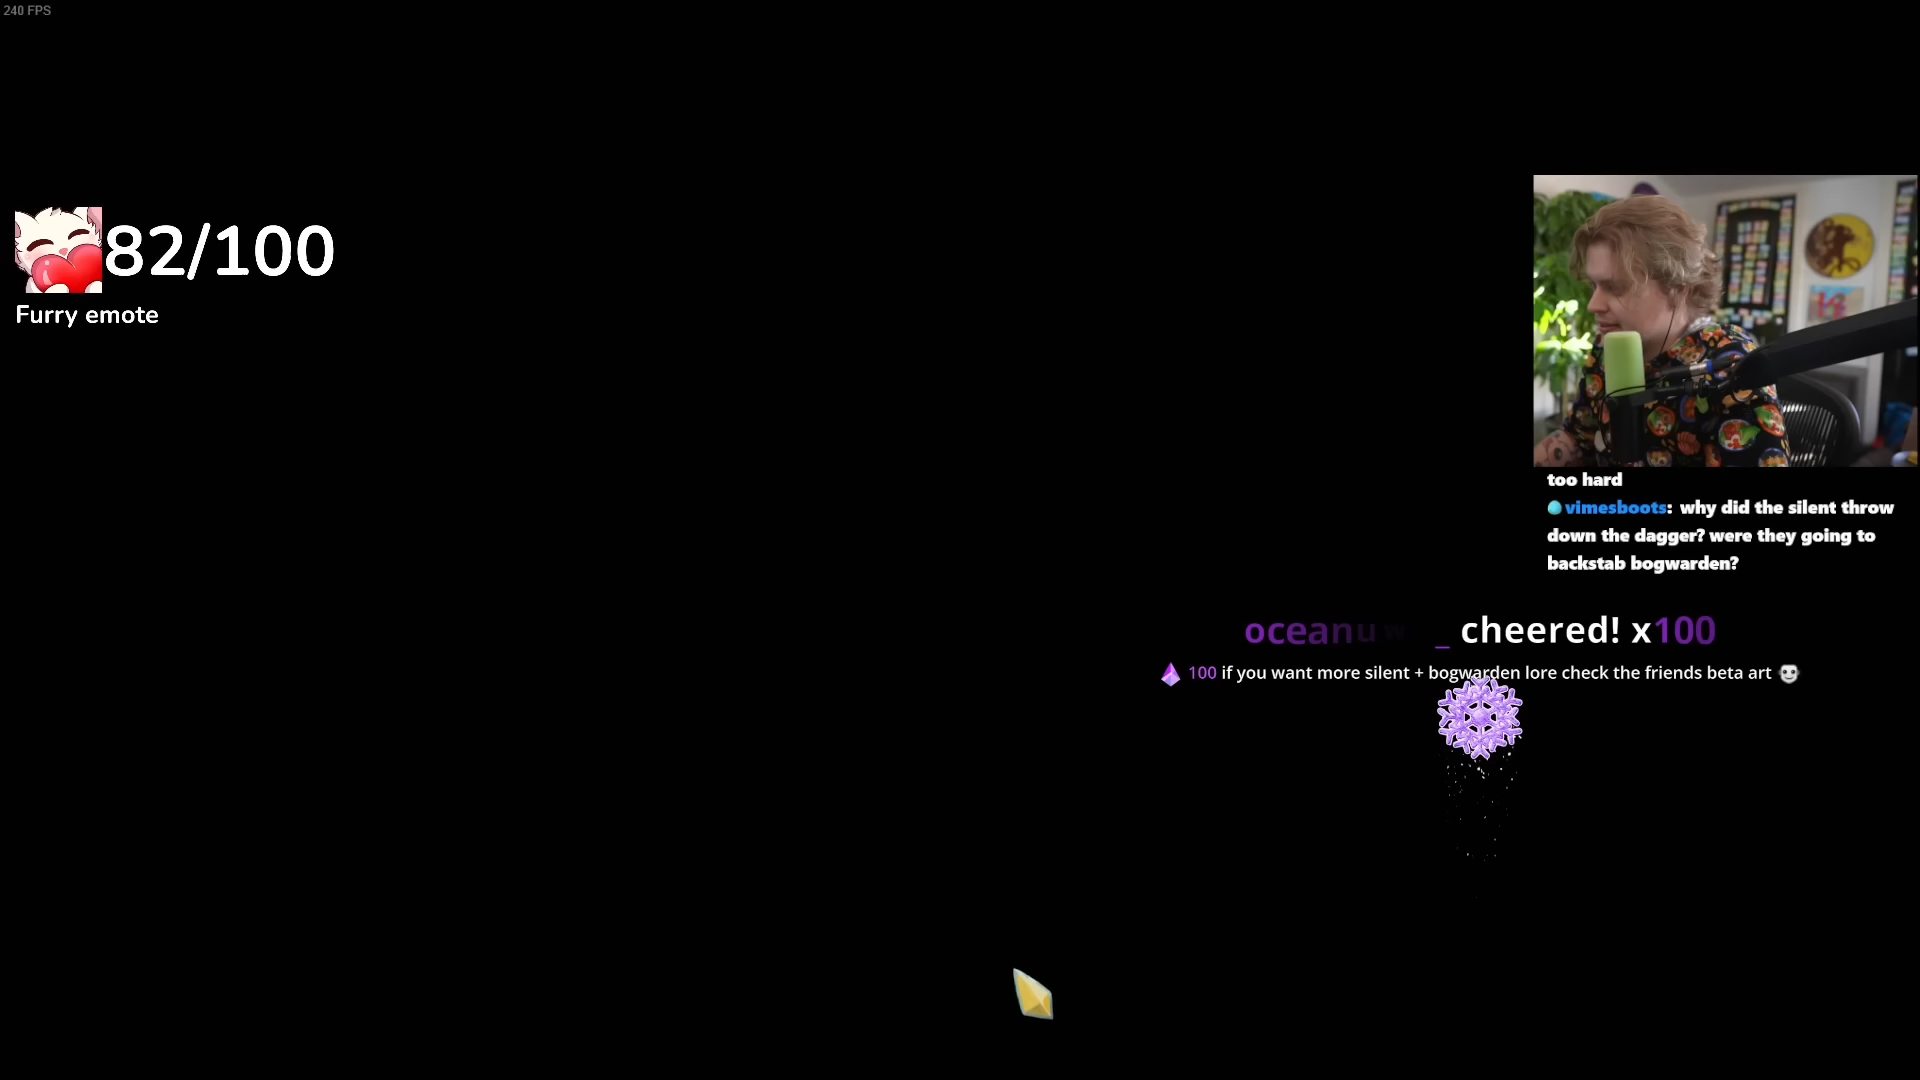 240 FPS
82/100
Furry emote
too hard
vimesboots: why did the silent throw
down the dagger? were they going to
backstab bogwarden?
cheered! x100
100 if you want more silent + bogwarden lore check the friends beta art